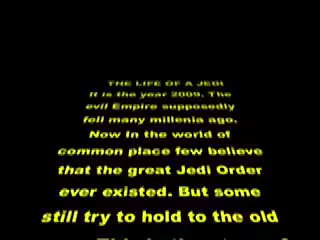 THE LIFE OF A JEDI
It is the year 2009. The
evil Empire supposedly
fell many millenia ago.
Now In the world of
common place few believe
that the great Jedi Order
ever existed. But some
still try to hold to the old